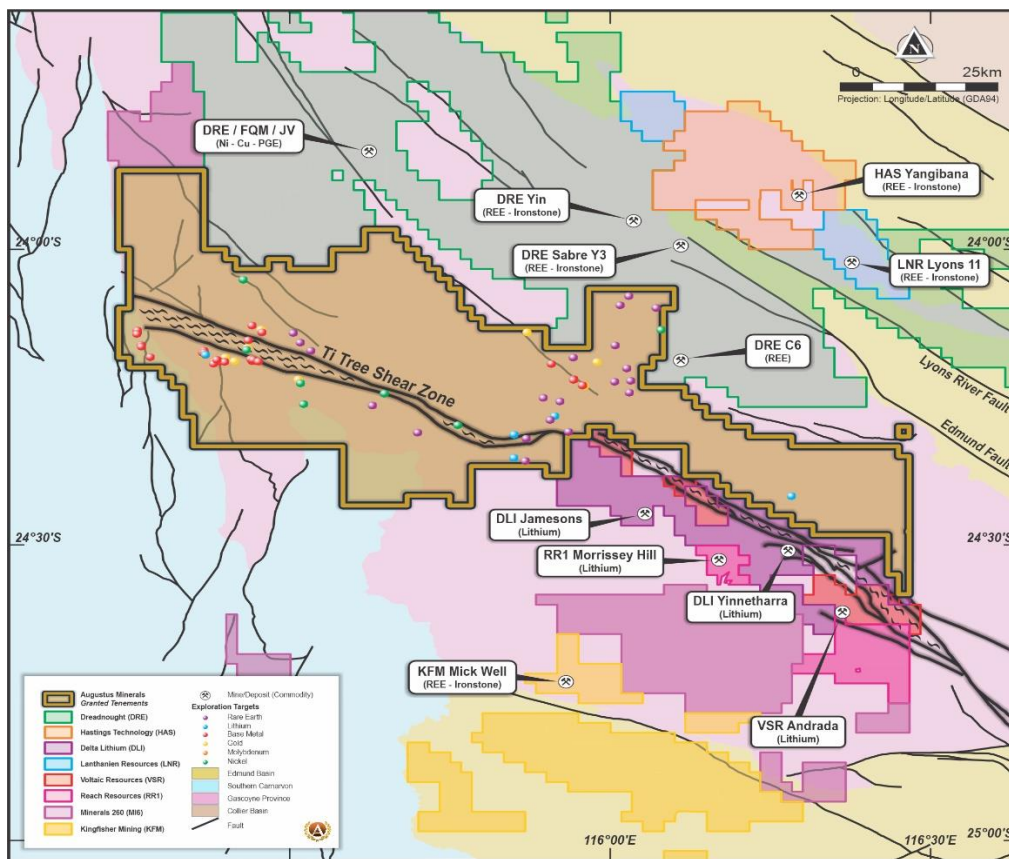 N
0 25km
Projection: Longitude/Latitude (GDA94)
DRE / FQM / JV
(Ni - Cu - PGE)
HAS Yangibana
(REE - Ironstone)
DRE Yin
(REE - Ironstone)
24°00'S
24°00'S
DRE Sabre Y3
(REE - Ironstone)
LNR Lyons 11
(REE - Ironstone)
DRE C6
(REE)
Ti Tree Shear Zone
Lyons River Fault
Edmund Fault
DLI Jamesons
(Lithium)
24°30'S
24°30'S
RR1 Morrissey Hill
(Lithium)
DLI Yinnetharra
(Lithium)
KFM Mick Well
(REE - Ironstone)
VSR Andrada
(Lithium)
Augustus Minerals
Granted Tenements
Dreadnought (DRE)
Hastings Technology (HAS)
Delta Lithium (DLI)
Lanthanien Resources (LNR)
Voltaic Resources (VSR)
Reach Resources (RR1)
Minerals 260 (MI6)
Kingfisher Mining (KFM)
Mine/Deposit (Commodity)
Exploration Targets
Rare Earth
Lithium
Base Metal
Gold
Molybdenum
Nickel
Edmund Basin
Southern Carnarvon
Gascoyne Province
Collier Basin
Fault
A
116°00'E
116°30'E
25°00'S